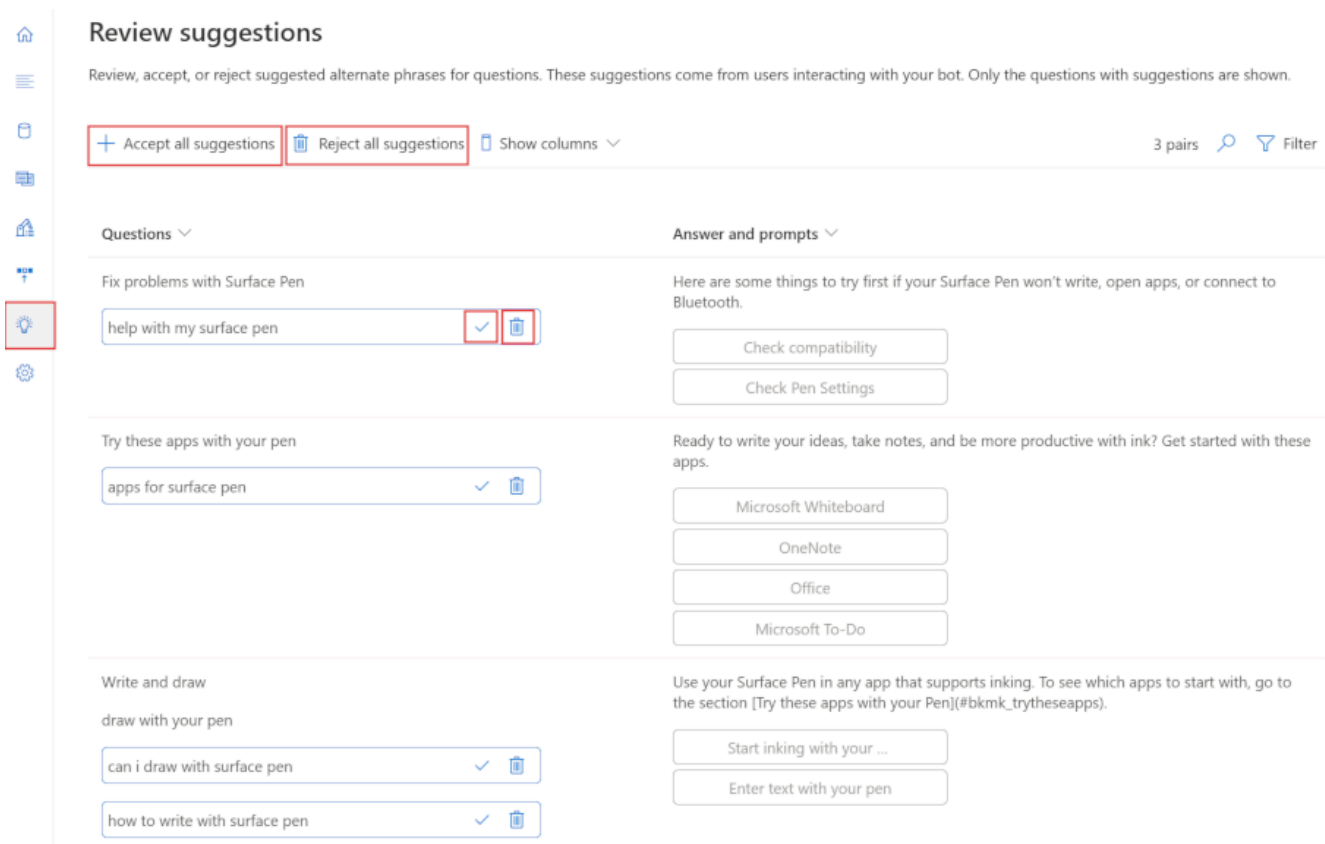 Review suggestions
Review, accept, or reject suggested alternate phrases for questions. These suggestions come from users interacting with your bot. Only the questions with suggestions are shown.
Accept all suggestions Reject all suggestions Show columns 3 pairs Filter
Questions Answer and prompts
Fix problems with Surface Pen
help with my surface pen
Here are some things to try first if your Surface Pen won't write, open apps, or connect to
Bluetooth.
Check compatibility
Check Pen Settings
Try these apps with your pen
apps for surface pen
Ready to write your ideas, take notes, and be more productive with ink? Get started with these
apps.
Microsoft Whiteboard
OneNote
Office
Microsoft To-Do
Write and draw
draw with your pen
can i draw with surface pen
how to write with surface pen
Use your Surface Pen in any app that supports inking. To see which apps to start with, go to
the section [Try these apps with your Pen](#bkmk_trytheseapps).
Start inking with your ...
Enter text with your pen